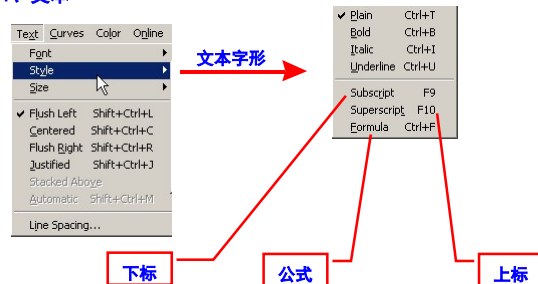 Text Curves Color Online
Font
Style
Size
✔ Flush Left Shift+Ctrl+L
Centered Shift+Ctrl+C
Flush Right Shift+Ctrl+R
Justified Shift+Ctrl+J
Stacked Above
Automatic Shift+Ctrl+M
Line Spacing...
文本字形
✔ Plain Ctrl+T
Bold Ctrl+B
Italic Ctrl+I
Underline Ctrl+U
Subscript F9
Superscript F10
Formula Ctrl+F
下标
公式
上标